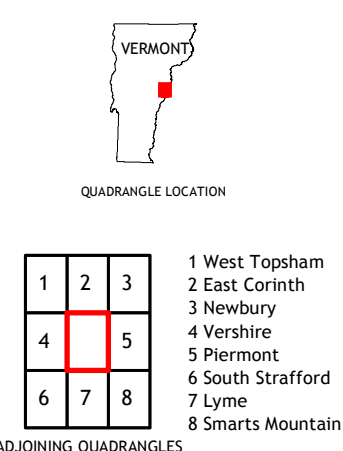 VERMONT
QUADRANGLE LOCATION
1 2 3
4 5
6 7 8
1 West Topsham
2 East Corinth
3 Newbury
4 Vershire
5 Piermont
6 South Strafford
7 Lyme
8 Smarts Mountain
ADJOINING QUADRANGLES